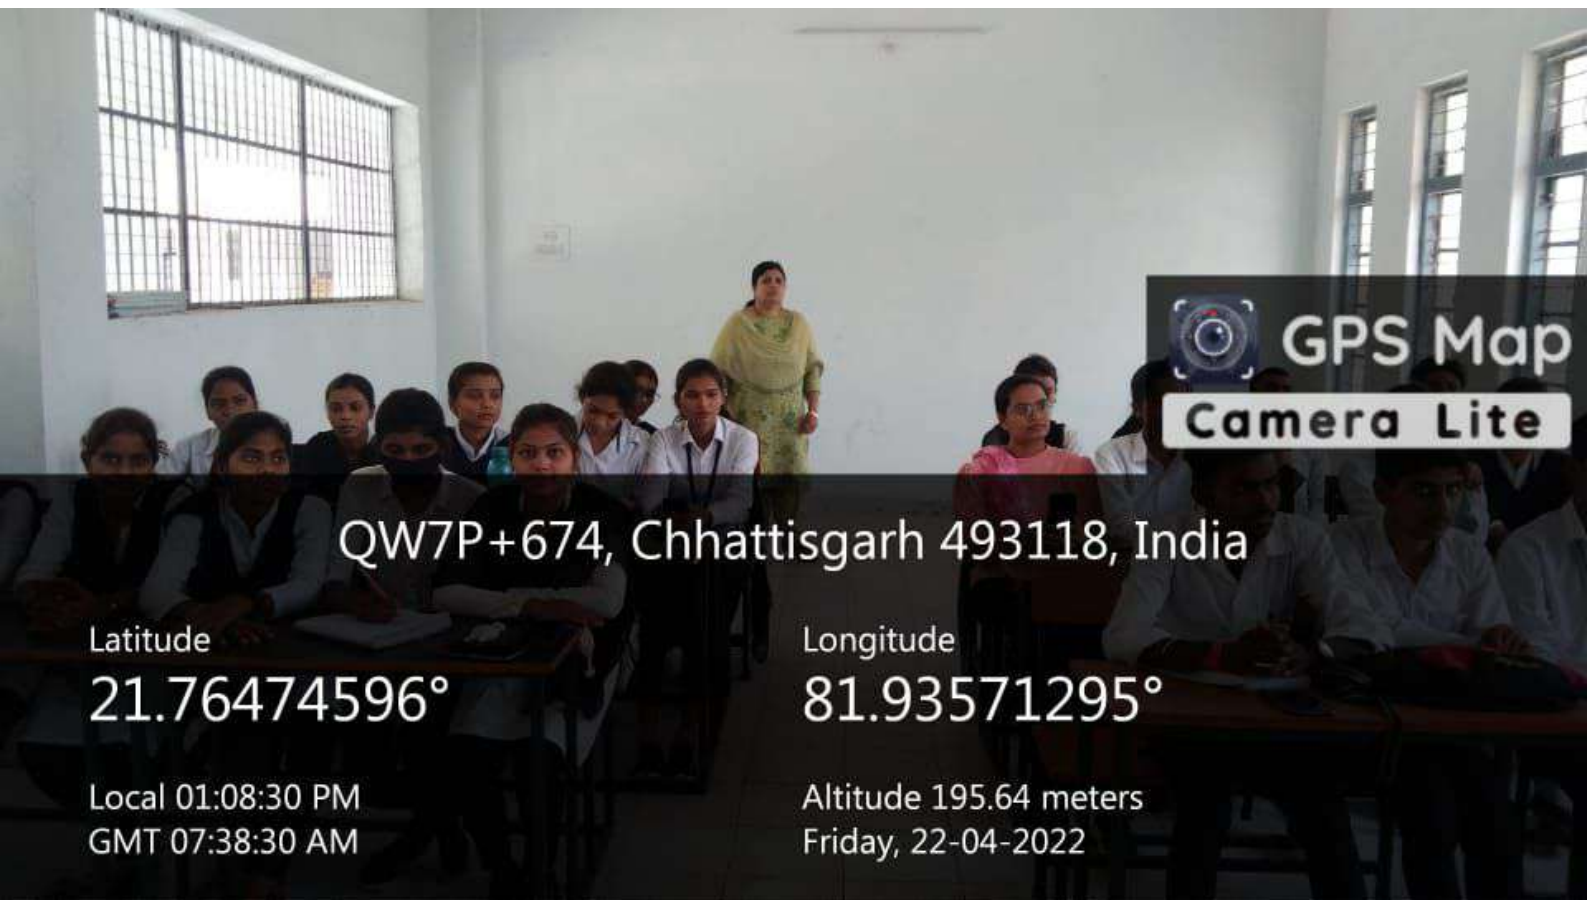 GPS Map
Camera Lite
QW7P+674, Chhattisgarh 493118, India
Latitude
21.76474596°
Longitude
81.93571295°
Local 01:08:30 PM
GMT 07:38:30 AM
Altitude 195.64 meters
Friday, 22-04-2022